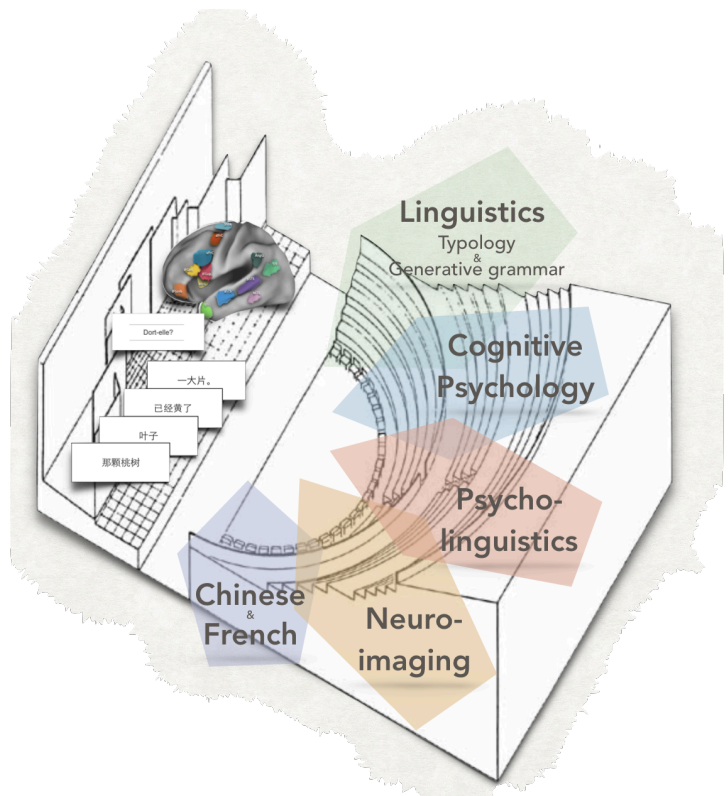 Linguistics
Typology
&
Generative grammar
Cognitive
Psychology
Psycho-
linguistics
Neuro-
imaging
Chinese
&
French
Dort-elle?
一大片。
已经黄了
叶子
那颗桃树